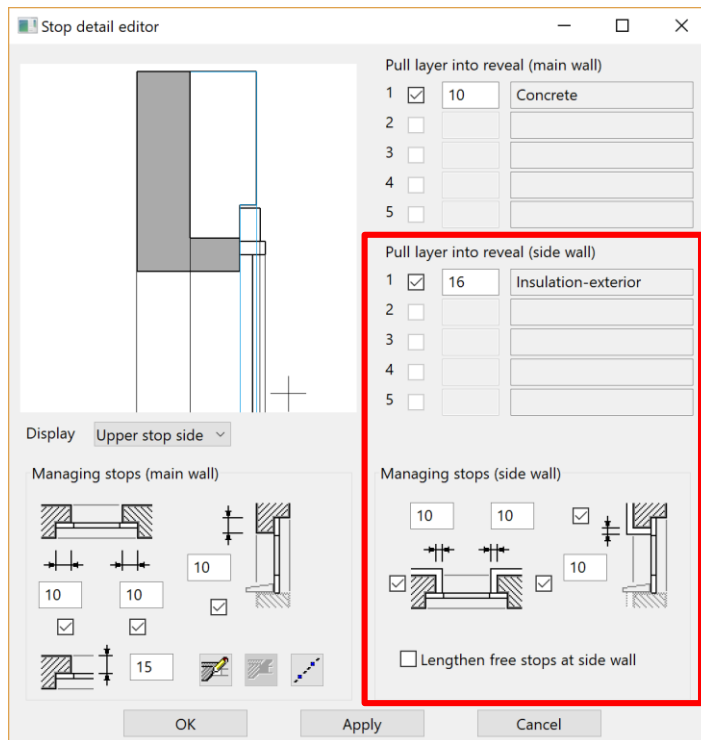 Stop detail editor
Pull layer into reveal (main wall)
1 10 Concrete
2
3
4
5
Pull layer into reveal (side wall)
1 16 Insulation-exterior
2
3
4
5
Display Upper stop side
Managing stops (main wall)
10
10 10
15
Managing stops (side wall)
10 10
10
Lengthen free stops at side wall
OK Apply Cancel